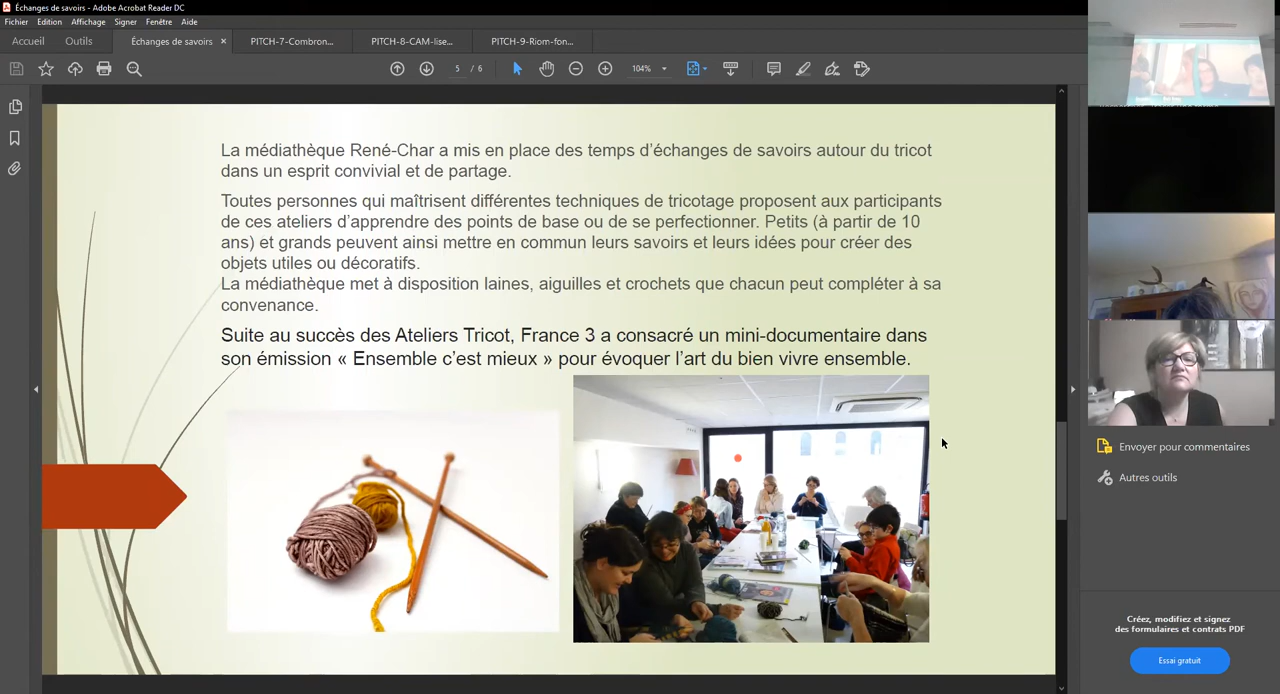 Échanges de savoirs - Adobe Acrobat Reader DC
Fichier Edition Affichage Signer Fenêtre Aide
Accueil Outils Échanges de savoirs × PITCH-7-Combron... PITCH-8-CAM-lise... PITCH-9-Riom-fon...
5 / 6 104%
La médiathèque René-Char a mis en place des temps d’échanges de savoirs autour du tricot
dans un esprit convivial et de partage.
Toutes personnes qui maîtrisent différentes techniques de tricotage proposent aux participants
de ces ateliers d’apprendre des points de base ou de se perfectionner. Petits (à partir de 10
ans) et grands peuvent ainsi mettre en commun leurs savoirs et leurs idées pour créer des
objets utiles ou décoratifs.
La médiathèque met à disposition laines, aiguilles et crochets que chacun peut compléter à sa
convenance.
Suite au succès des Ateliers Tricot, France 3 a consacré un mini-documentaire dans
son émission « Ensemble c’est mieux » pour évoquer l’art du bien vivre ensemble.
Envoyer pour commentaires
Autres outils
Créez, modifiez et signez
des formulaires et contrats PDF
Essai gratuit